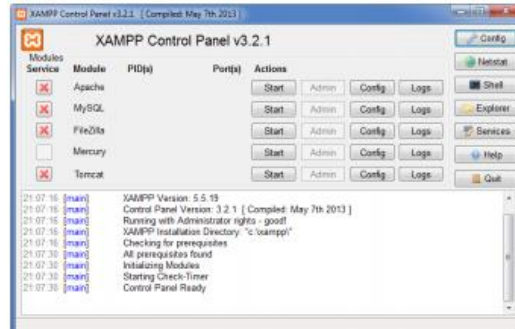 XAMPP Control Panel v3.2.1 [ Compiled: May 7th 2013 ]
XAMPP Control Panel v3.2.1
Config
Modules
Service Module PID(s) Port(s) Actions
Netstat
Apache Start Admin Config Logs
Shell
MySQL Start Admin Config Logs
Explorer
FileZilla Start Admin Config Logs
Services
Mercury Start Admin Config Logs
Help
Tomcat Start Admin Config Logs
Quit
21:07:16 [main] XAMPP Version: 5.5.19
21:07:16 [main] Control Panel Version: 3.2.1 [ Compiled: May 7th 2013 ]
21:07:16 [main] Running with Administrator rights - good!
21:07:16 [main] XAMPP Installation Directory: "c:\xampp\"
21:07:16 [main] Checking for prerequisites
21:07:30 [main] All prerequisites found
21:07:30 [main] Initializing Modules
21:07:30 [main] Starting Check-Timer
21:07:30 [main] Control Panel Ready